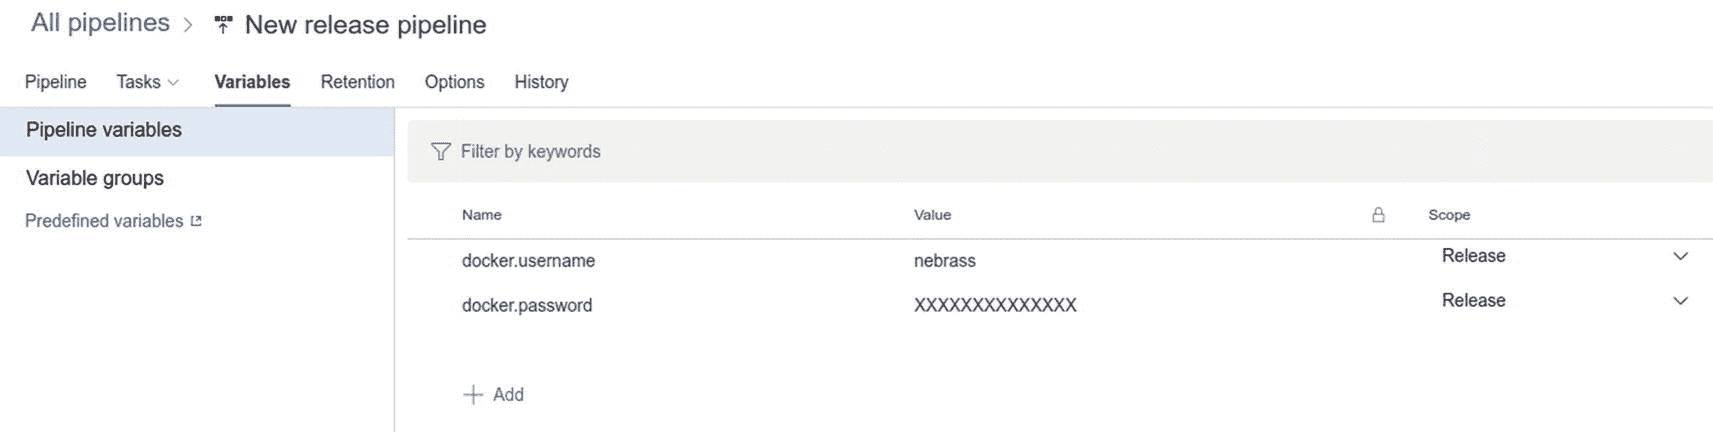 All pipelines > New release pipeline
Pipeline Tasks Variables Retention Options History
Pipeline variables
Variable groups
Predefined variables
Filter by keywords
Name Value Scope
docker.username nebrass Release
docker.password XXXXXXXXXXXXXX Release
+ Add